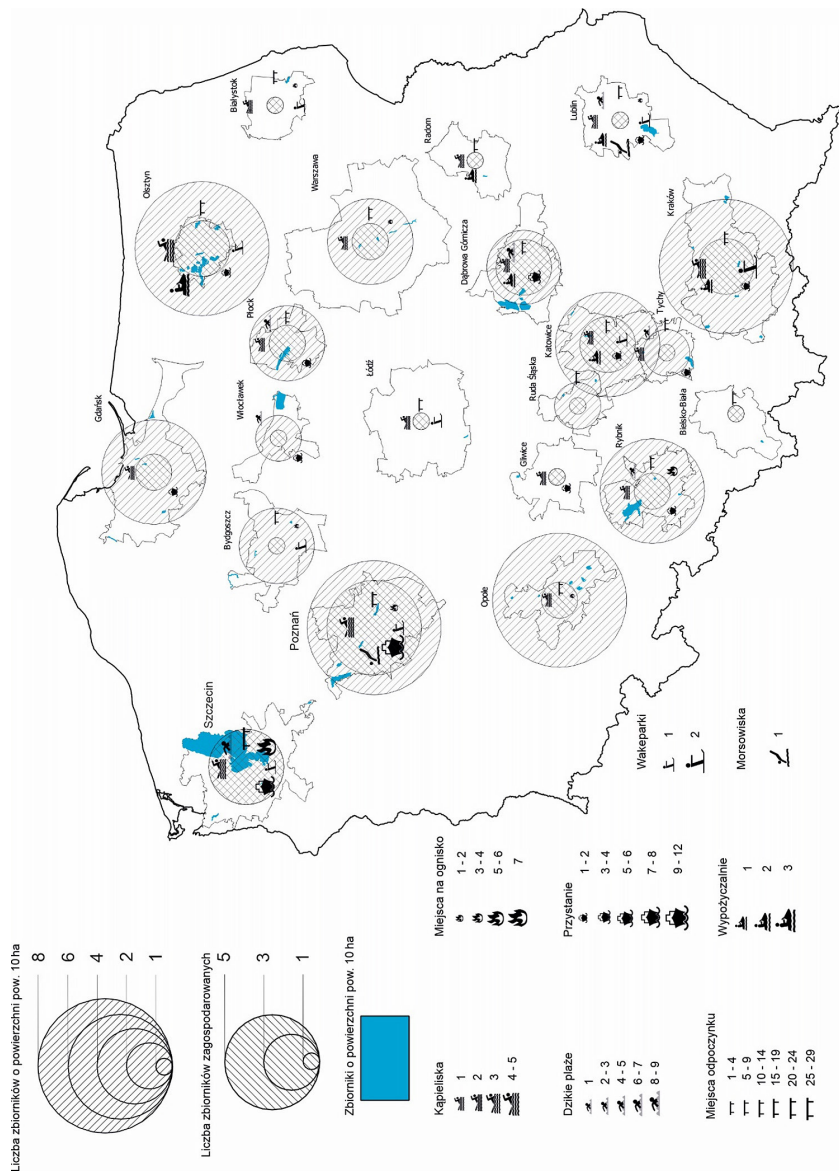 Gdańsk
Olsztyn
Białystok
Szczecin
Bydgoszcz
Włocławek
Płock
Warszawa
Poznań
Łódź
Radom
Lublin
Opole
Gliwice
Ruda Śląska
Katowice
Dąbrowa Górnicza
Rybnik
Bielsko-Biała
Tychy
Kraków
Liczba zbiorników o powierzchni pow. 10 ha
8
6
4
2
1
Liczba zbiorników zagospodarowanych
5
3
1
Zbiorniki o powierzchni pow. 10 ha
Kąpieliska
1
2
3
4 - 5
Dzikie plaże
1
2 - 3
4 - 5
6 - 7
8 - 9
Miejsca odpoczynku
1 - 4
5 - 9
10 - 14
15 - 19
20 - 24
25 - 29
Miejsca na ognisko
1 - 2
3 - 4
5 - 6
7
Przystanie
1 - 2
3 - 4
5 - 6
7 - 8
9 - 12
Wypożyczalnie
1
2
3
Wakeparki
1
2
Morsowiska
1